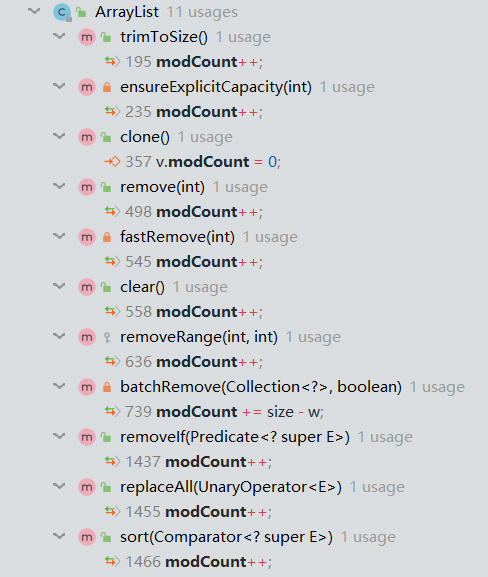 C ArrayList 11 usages
m trimToSize() 1 usage
195 modCount++;
m ensureExplicitCapacity(int) 1 usage
235 modCount++;
m clone() 1 usage
357 v.modCount = 0;
m remove(int) 1 usage
498 modCount++;
m fastRemove(int) 1 usage
545 modCount++;
m clear() 1 usage
558 modCount++;
m removeRange(int, int) 1 usage
636 modCount++;
m batchRemove(Collection<?>, boolean) 1 usage
739 modCount += size - w;
m removeIf(Predicate<? super E>) 1 usage
1437 modCount++;
m replaceAll(UnaryOperator<E>) 1 usage
1455 modCount++;
m sort(Comparator<? super E>) 1 usage
1466 modCount++;